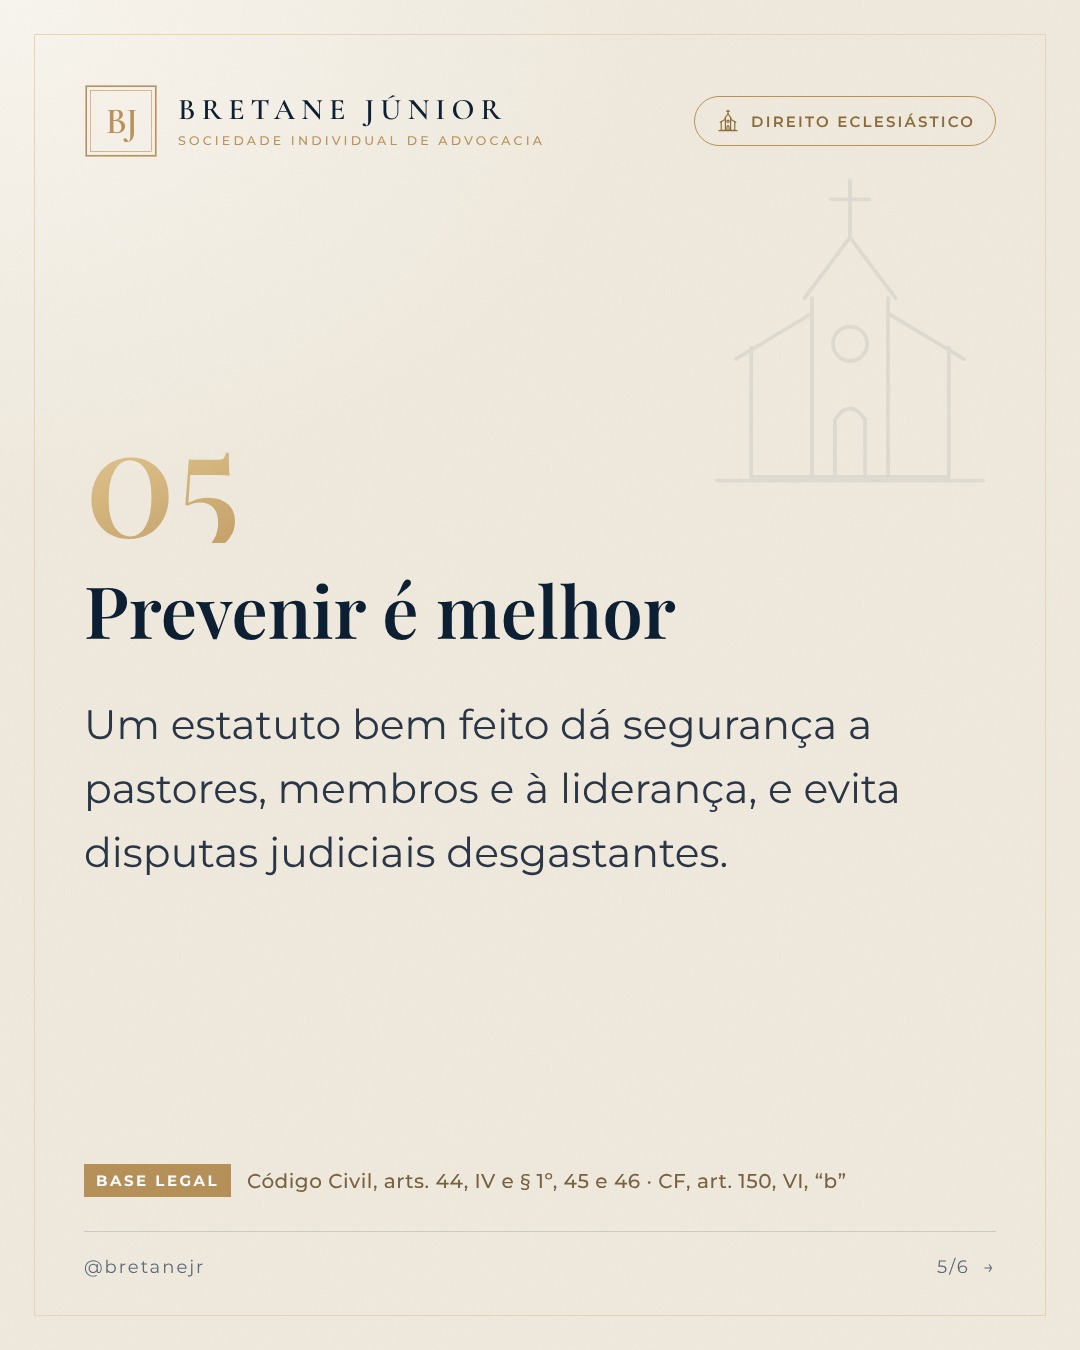 BJ
BRETANE JÚNIOR
SOCIEDADE INDIVIDUAL DE ADVOCACIA
DIREITO ECLESIÁSTICO
05
Prevenir é melhor
Um estatuto bem feito dá segurança a
pastores, membros e à liderança, e evita
disputas judiciais desgastantes.
BASE LEGAL Código Civil, arts. 44, IV e § 1º, 45 e 46 · CF, art. 150, VI, “b”
@bretanejr
5/6 →